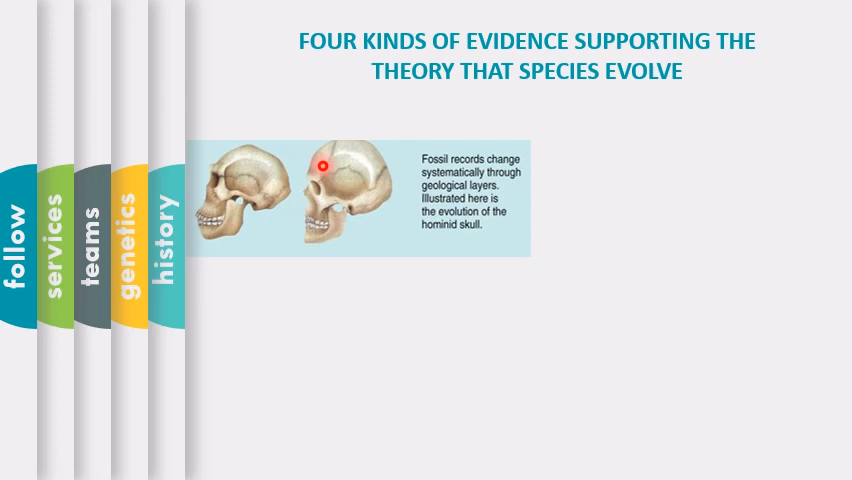 FOUR KINDS OF EVIDENCE SUPPORTING THE
THEORY THAT SPECIES EVOLVE
Fossil records change
systematically through
geological layers.
Illustrated here is
the evolution of the
hominid skull.
follow
services
teams
genetics
history